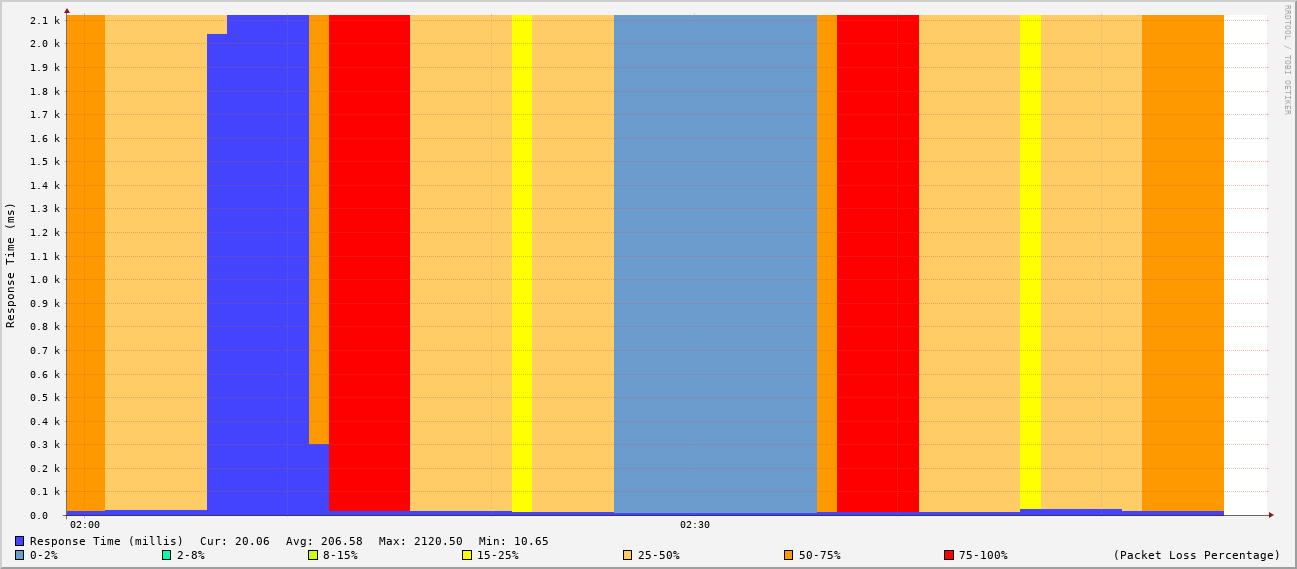 RRDTOOL / TOBI OETIKER
Response Time (ms)
2.1 k
2.0 k
1.9 k
1.8 k
1.7 k
1.6 k
1.5 k
1.4 k
1.3 k
1.2 k
1.1 k
1.0 k
0.9 k
0.8 k
0.7 k
0.6 k
0.5 k
0.4 k
0.3 k
0.2 k
0.1 k
0.0
02:00 02:30
Response Time (millis) Cur: 20.06 Avg: 206.58 Max: 2120.50 Min: 10.65
0-2% 2-8% 8-15% 15-25% 25-50% 50-75% 75-100% (Packet Loss Percentage)